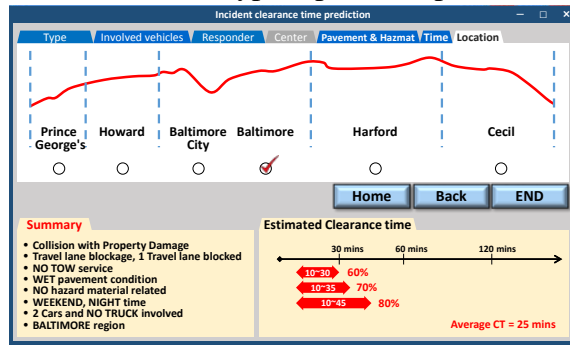 Incident clearance time prediction
Type Involved vehicles Responder Center Pavement & Hazmat Time Location
Prince George's Howard Baltimore City Baltimore Harford Cecil
Home Back END
Summary
• Collision with Property Damage
• Travel lane blockage, 1 Travel lane blocked
• NO TOW service
• WET pavement condition
• NO hazard material related
• WEEKEND, NIGHT time
• 2 Cars and NO TRUCK involved
• BALTIMORE region
Estimated Clearance time
30 mins 60 mins 120 mins
10~30 60%
10~35 70%
10~45 80%
Average CT = 25 mins